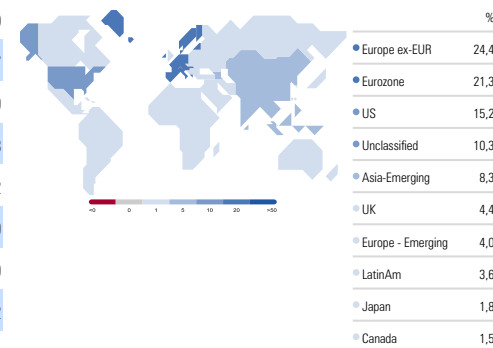 %
Europe ex-EUR 24,4
Eurozone 21,3
US 15,2
Unclassified 10,3
Asia-Emerging 8,3
UK 4,4
Europe - Emerging 4,0
LatinAm 3,6
Japan 1,8
Canada 1,5
<0 0 1 5 10 20 >50